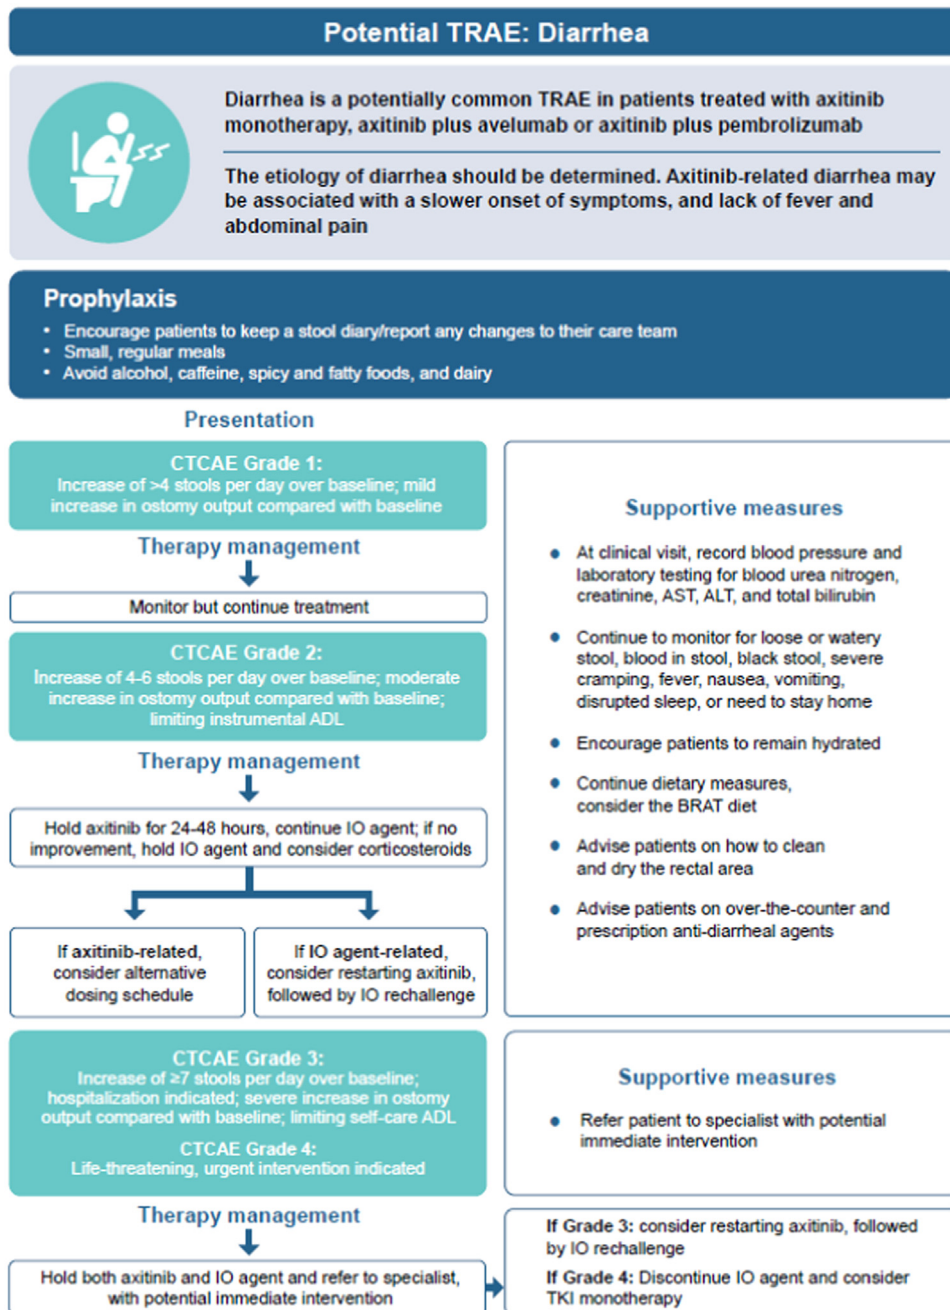 Potential TRAE: Diarrhea
Diarrhea is a potentially common TRAE in patients treated with axitinib
monotherapy, axitinib plus avelumab or axitinib plus pembrolizumab
The etiology of diarrhea should be determined. Axitinib-related diarrhea may
be associated with a slower onset of symptoms, and lack of fever and
abdominal pain
Prophylaxis
• Encourage patients to keep a stool diary/report any changes to their care team
• Small, regular meals
• Avoid alcohol, caffeine, spicy and fatty foods, and dairy
Presentation
CTCAE Grade 1:
Increase of >4 stools per day over baseline; mild
increase in ostomy output compared with baseline
Therapy management
Monitor but continue treatment
CTCAE Grade 2:
Increase of 4-6 stools per day over baseline; moderate
increase in ostomy output compared with baseline;
limiting instrumental ADL
Therapy management
Hold axitinib for 24-48 hours, continue IO agent; if no
improvement, hold IO agent and consider corticosteroids
If axitinib-related,
consider alternative
dosing schedule
If IO agent-related,
consider restarting axitinib,
followed by IO rechallenge
Supportive measures
• At clinical visit, record blood pressure and
laboratory testing for blood urea nitrogen,
creatinine, AST, ALT, and total bilirubin
• Continue to monitor for loose or watery
stool, blood in stool, black stool, severe
cramping, fever, nausea, vomiting,
disrupted sleep, or need to stay home
• Encourage patients to remain hydrated
• Continue dietary measures,
consider the BRAT diet
• Advise patients on how to clean
and dry the rectal area
• Advise patients on over-the-counter and
prescription anti-diarrheal agents
CTCAE Grade 3:
Increase of ≥7 stools per day over baseline;
hospitalization indicated; severe increase in ostomy
output compared with baseline; limiting self-care ADL
CTCAE Grade 4:
Life-threatening, urgent intervention indicated
Supportive measures
• Refer patient to specialist with potential
immediate intervention
Therapy management
Hold both axitinib and IO agent and refer to specialist,
with potential immediate intervention
If Grade 3: consider restarting axitinib, followed
by IO rechallenge
If Grade 4: Discontinue IO agent and consider
TKI monotherapy